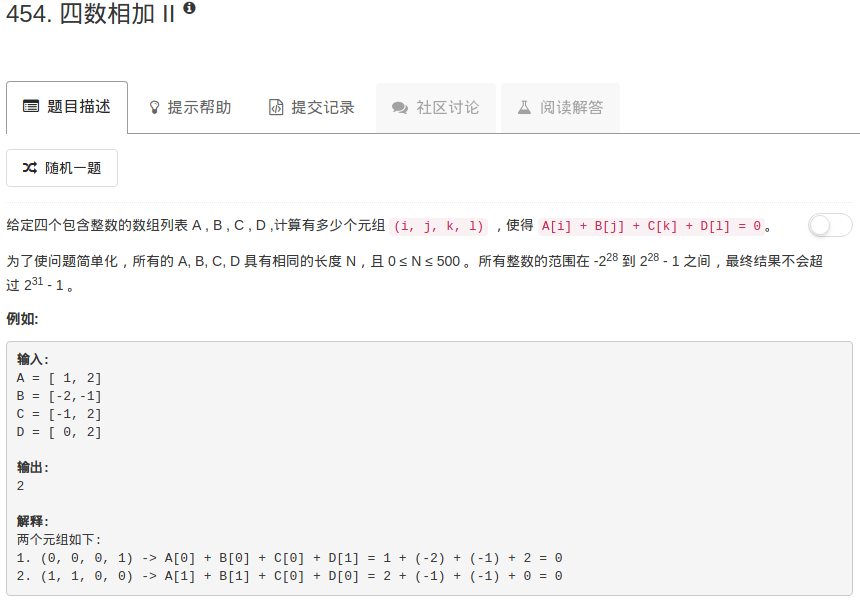 454. 四数相加 II
题目描述 提示帮助 提交记录 社区讨论 阅读解答
随机一题
给定四个包含整数的数组列表 A , B , C , D ,计算有多少个元组 (i, j, k, l) ，使得 A[i] + B[j] + C[k] + D[l] = 0。
为了使问题简单化，所有的 A, B, C, D 具有相同的长度 N，且 0 ≤ N ≤ 500 。所有整数的范围在 -2²⁸ 到 2²⁸ - 1 之间，最终结果不会超
过 2³¹ - 1 。
例如:
输入:
A = [ 1, 2]
B = [-2,-1]
C = [-1, 2]
D = [ 0, 2]
输出:
2
解释:
两个元组如下:
1. (0, 0, 0, 1) -> A[0] + B[0] + C[0] + D[1] = 1 + (-2) + (-1) + 2 = 0
2. (1, 1, 0, 0) -> A[1] + B[1] + C[0] + D[0] = 2 + (-1) + (-1) + 0 = 0